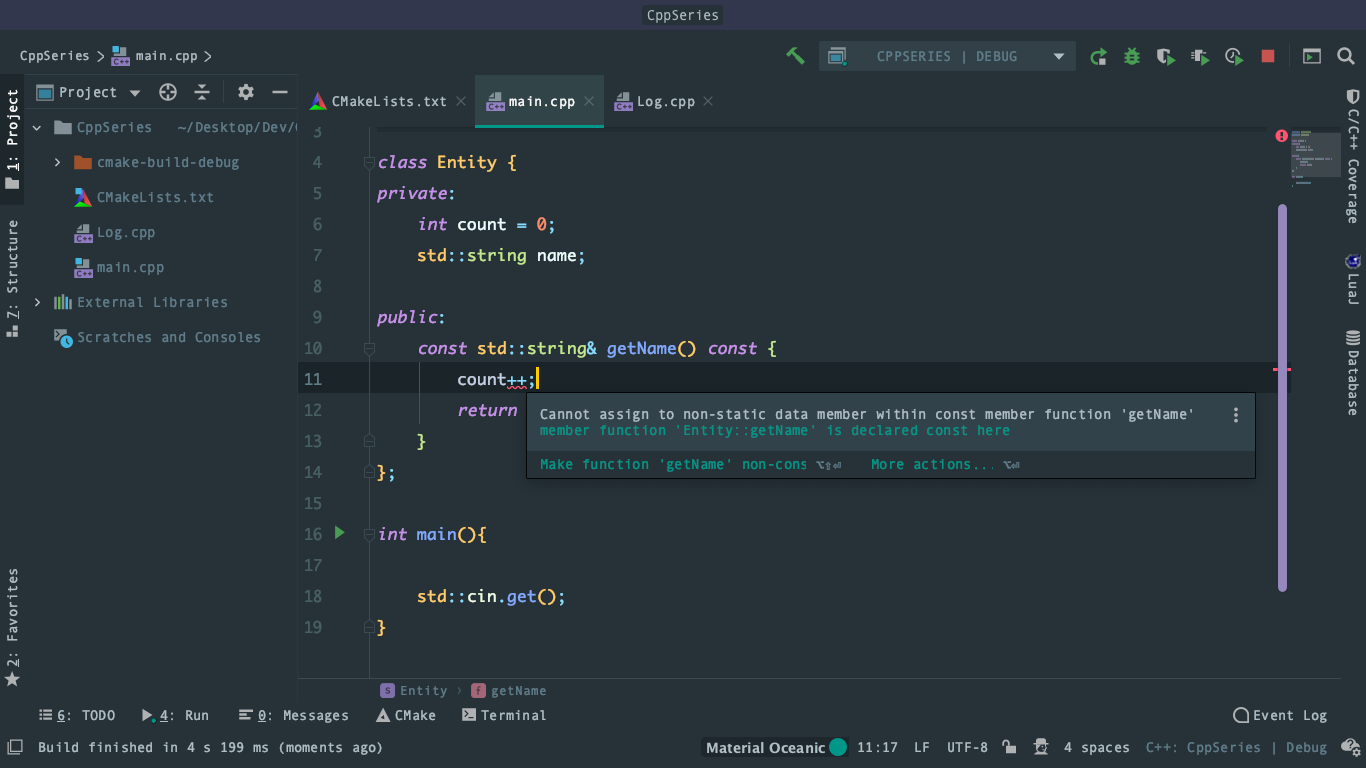 CppSeries
CppSeries > main.cpp >
CPPSERIES | DEBUG
1: Project
Z: Structure
2: Favorites
Project
CppSeries ~/Desktop/Dev/
cmake-build-debug
CMakeLists.txt
Log.cpp
main.cpp
External Libraries
Scratches and Consoles
CMakeLists.txt
main.cpp
Log.cpp
3
4 class Entity {
5 private:
6 int count = 0;
7 std::string name;
8
9 public:
10 const std::string& getName() const {
11 count++;
12 return
13 }
14 };
15
16 int main(){
17
18 std::cin.get();
19 }
Cannot assign to non-static data member within const member function 'getName'
member function 'Entity::getName' is declared const here
Make function 'getName' non-cons ⌥⇧⏎ More actions... ⌥⏎
C/C++ Coverage
LuaJ
Database
S Entity > f getName
6: TODO
4: Run
0: Messages
CMake
Terminal
Event Log
Build finished in 4 s 199 ms (moments ago)
Material Oceanic
11:17
LF
UTF-8
4 spaces
C++: CppSeries | Debug